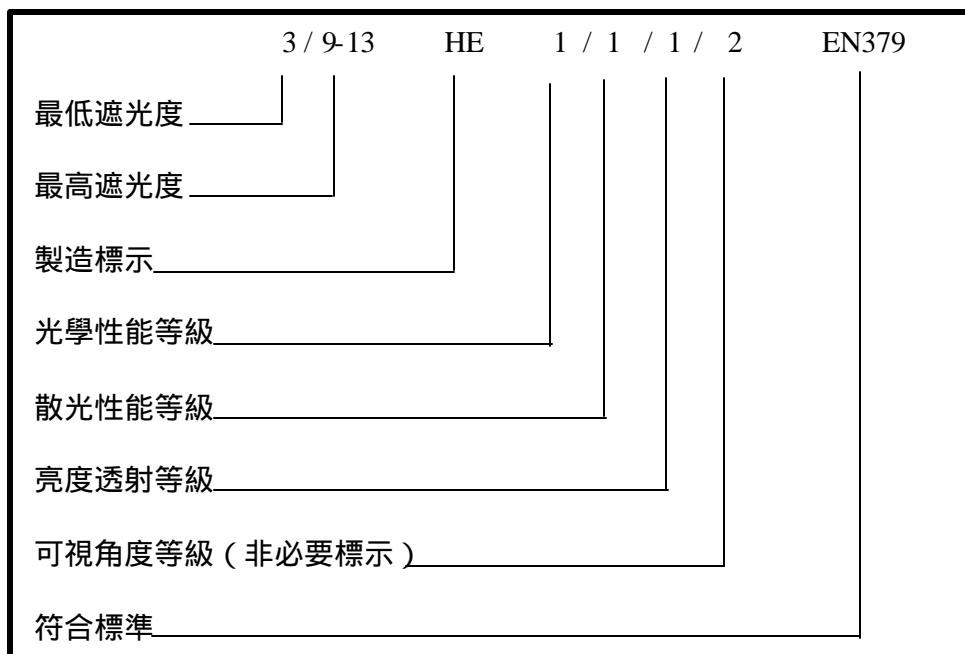 3 / 9-13 HE 1 / 1 / 1 / 2 EN379
最低遮光度
最高遮光度
製造標示
光學性能等級
散光性能等級
亮度透射等級
可視角度等級（非必要標示）
符合標準